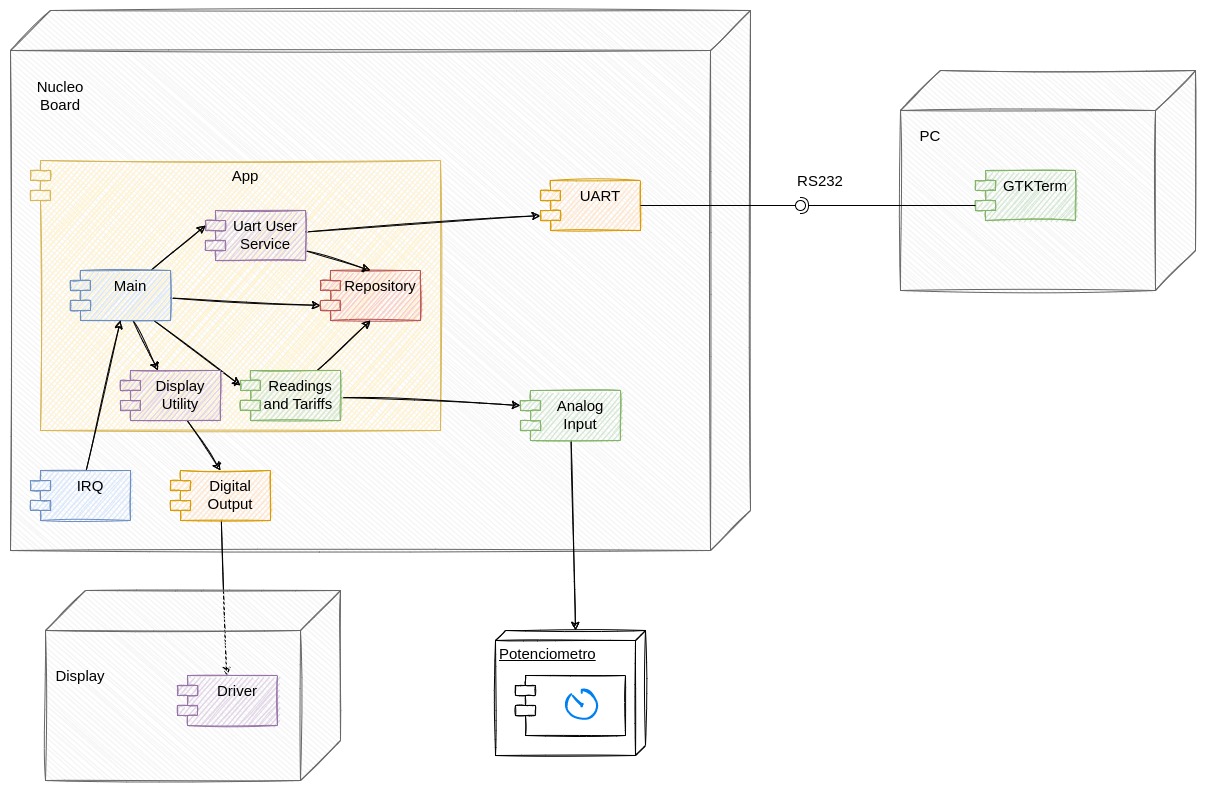 Nucleo
Board
PC
App
RS232
GTKTerm
UART
Uart User
Service
Main
Repository
Display
Utility
Readings
and Tariffs
Analog
Input
IRQ
Digital
Output
Potenciometro
Display
Driver